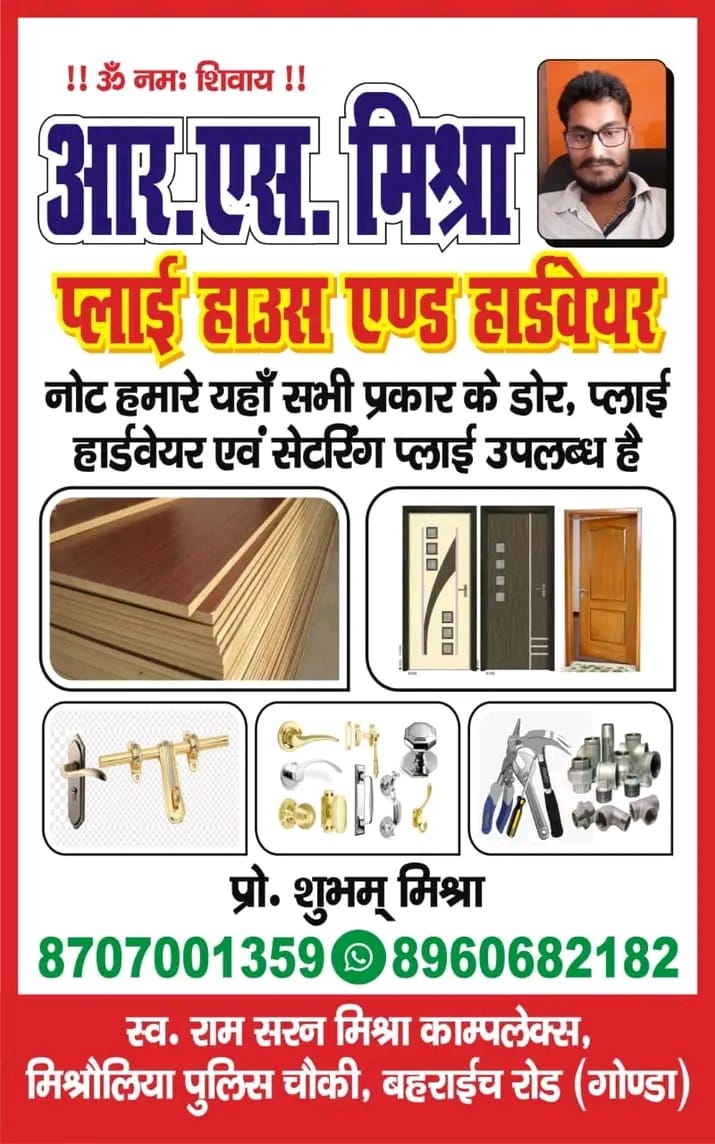 !! ॐ नमः शिवाय !!
आर.एस. मिश्रा
प्लाई हाउस एण्ड हार्डवेयर
नोट हमारे यहाँ सभी प्रकार के डोर, प्लाई
हार्डवेयर एवं सेटरिंग प्लाई उपलब्ध है
प्रो. शुभम् मिश्रा
8707001359 8960682182
स्व. राम सरन मिश्रा काम्पलेक्स,
मिश्रौलिया पुलिस चौकी, बहराईच रोड (गोण्डा)